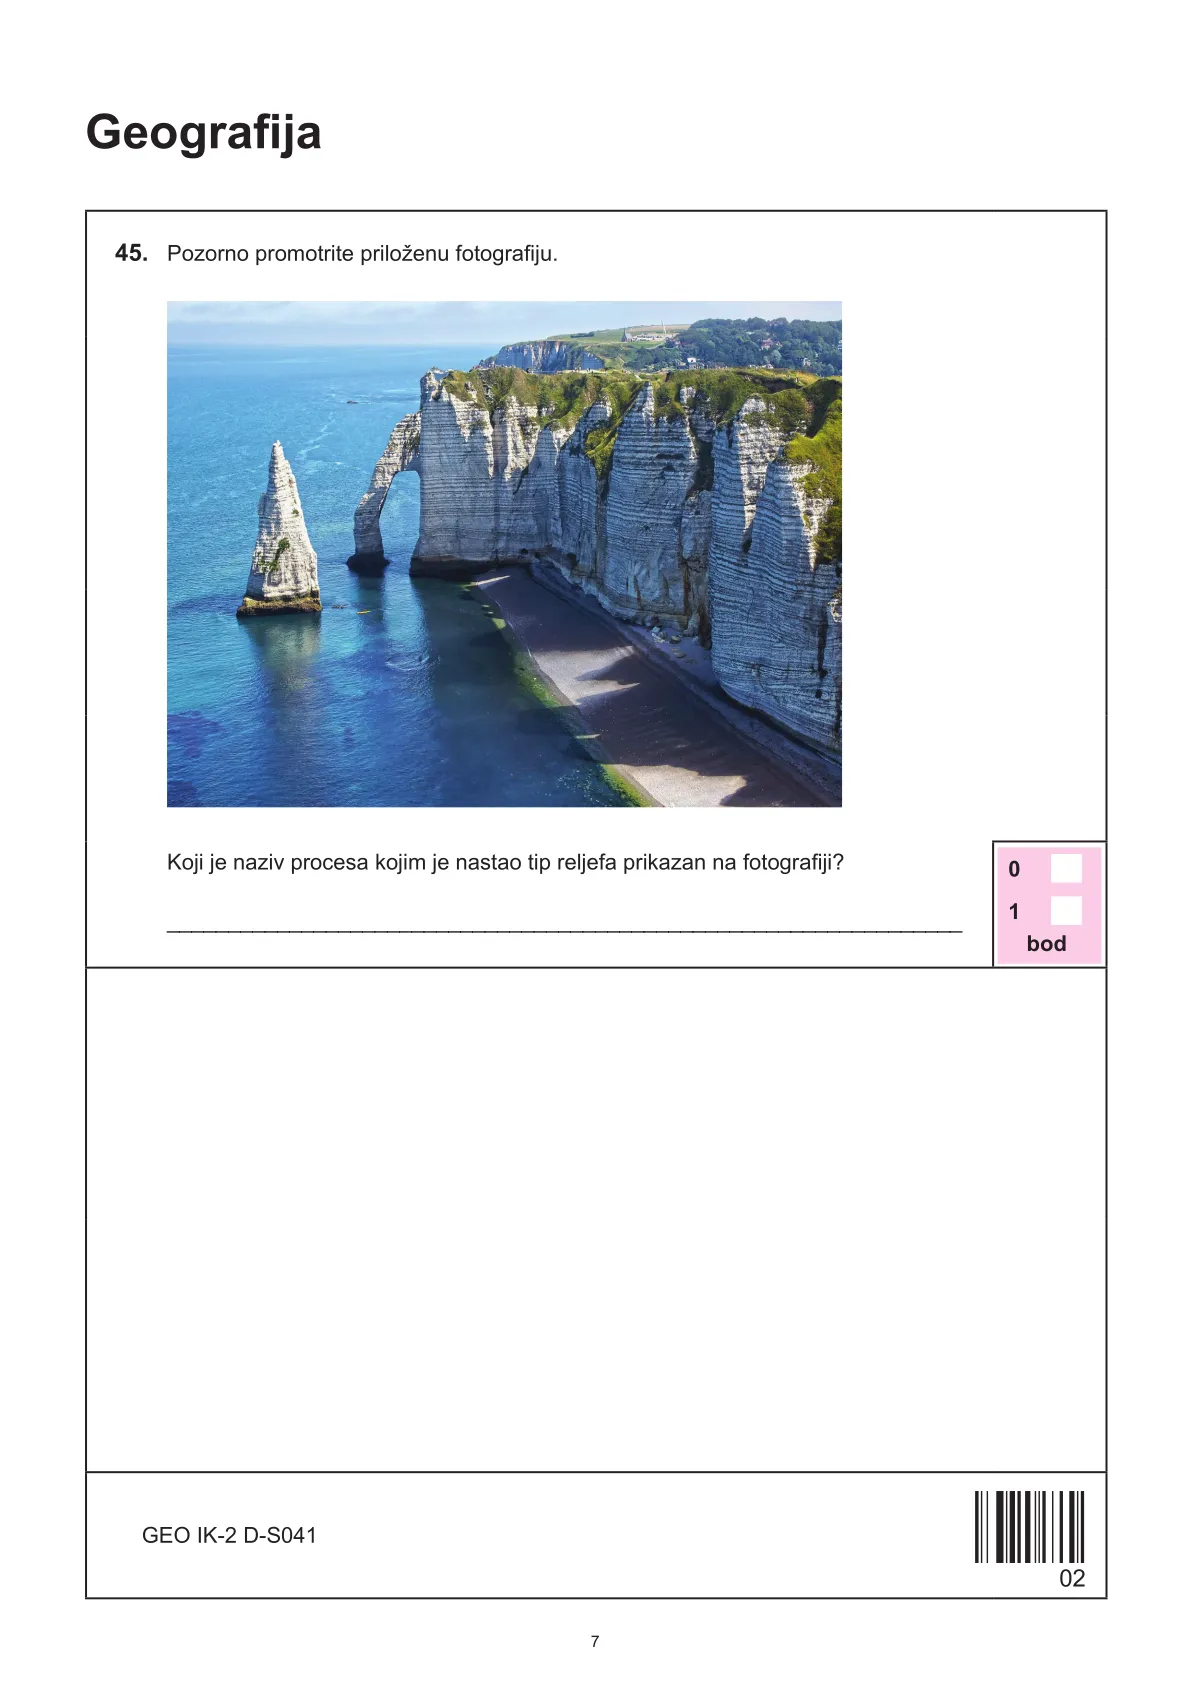 Geografija
45. Pozorno promotrite priloženu fotografiju.
Koji je naziv procesa kojim je nastao tip reljefa prikazan na fotografiji?
0
1
bod
GEO IK-2 D-S041
02
7